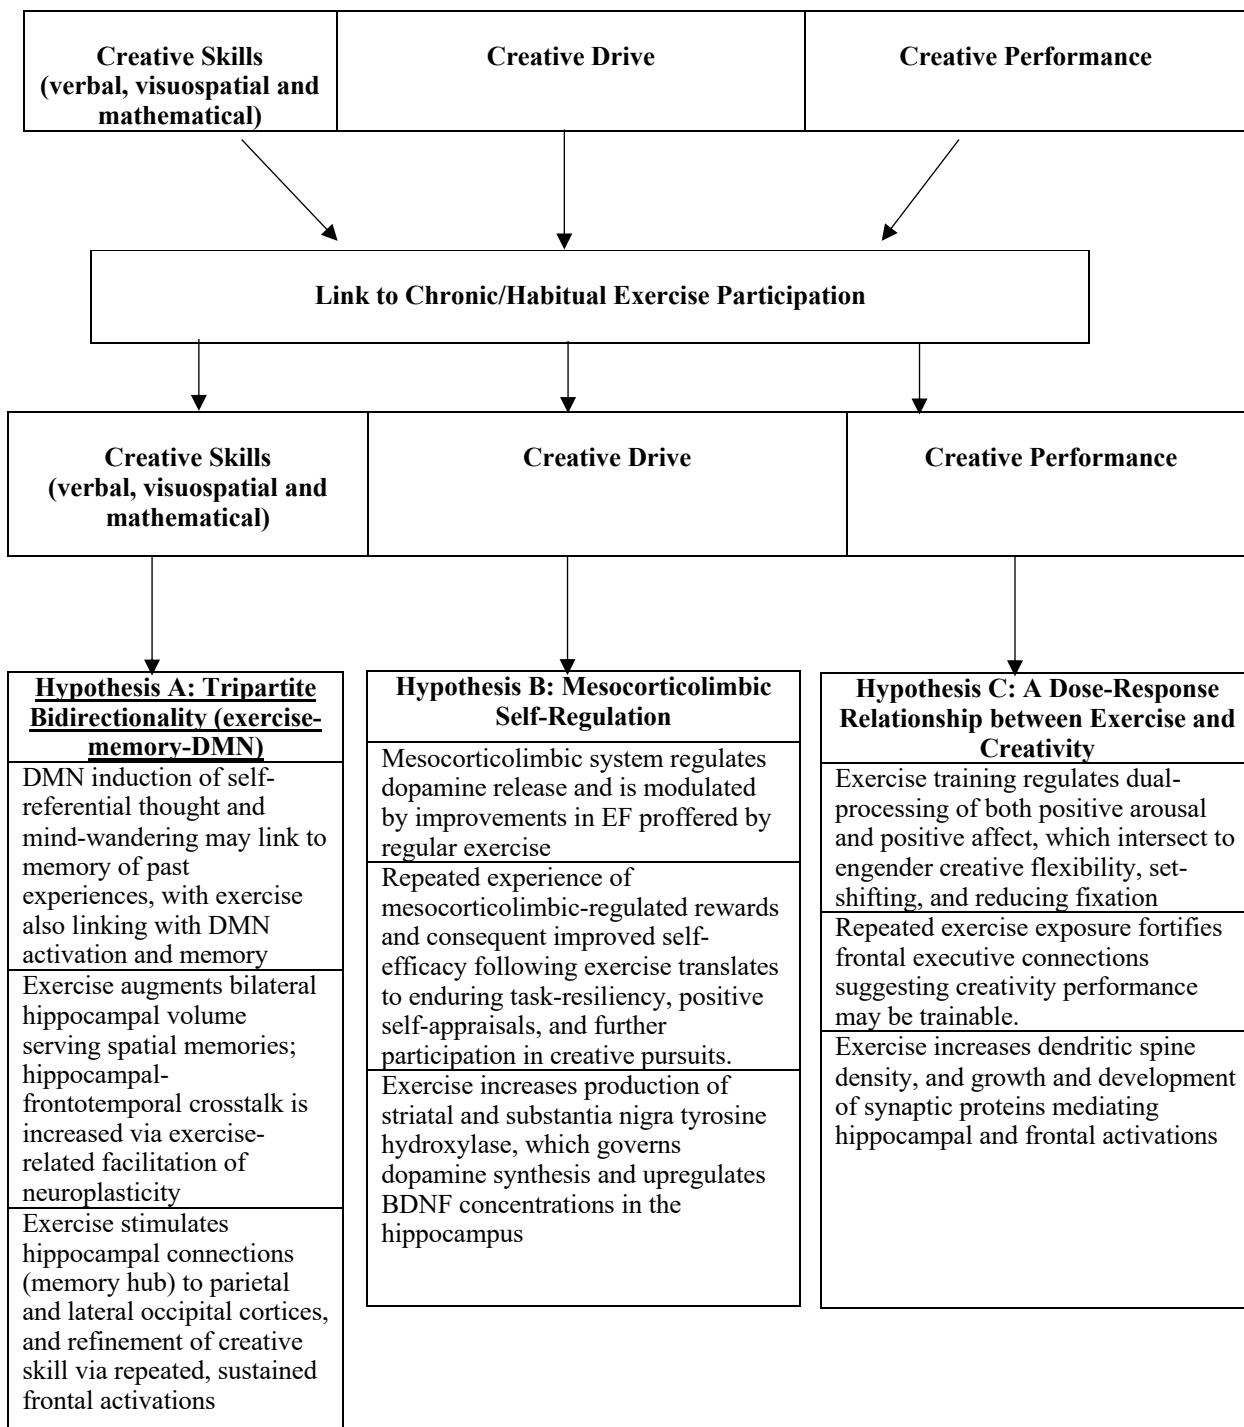 Creative Skills
(verbal, visuospatial and
mathematical)
Creative Drive
Creative Performance
Link to Chronic/Habitual Exercise Participation
Creative Skills
(verbal, visuospatial and
mathematical)
Creative Drive
Creative Performance
Hypothesis A: Tripartite
Bidirectionality (exercise-
memory-DMN)
DMN induction of self-
referential thought and
mind-wandering may link to
memory of past
experiences, with exercise
also linking with DMN
activation and memory
Exercise augments bilateral
hippocampal volume
serving spatial memories;
hippocampal-
frontotemporal crosstalk is
increased via exercise-
related facilitation of
neuroplasticity
Exercise stimulates
hippocampal connections
(memory hub) to parietal
and lateral occipital cortices,
and refinement of creative
skill via repeated, sustained
frontal activations
Hypothesis B: Mesocorticolimbic
Self-Regulation
Mesocorticolimbic system regulates
dopamine release and is modulated
by improvements in EF proffered by
regular exercise
Repeated experience of
mesocorticolimbic-regulated rewards
and consequent improved self-
efficacy following exercise translates
to enduring task-resiliency, positive
self-appraisals, and further
participation in creative pursuits.
Exercise increases production of
striatal and substantia nigra tyrosine
hydroxylase, which governs
dopamine synthesis and upregulates
BDNF concentrations in the
hippocampus
Hypothesis C: A Dose-Response
Relationship between Exercise and
Creativity
Exercise training regulates dual-
processing of both positive arousal
and positive affect, which intersect to
engender creative flexibility, set-
shifting, and reducing fixation
Repeated exercise exposure fortifies
frontal executive connections
suggesting creativity performance
may be trainable.
Exercise increases dendritic spine
density, and growth and development
of synaptic proteins mediating
hippocampal and frontal activations